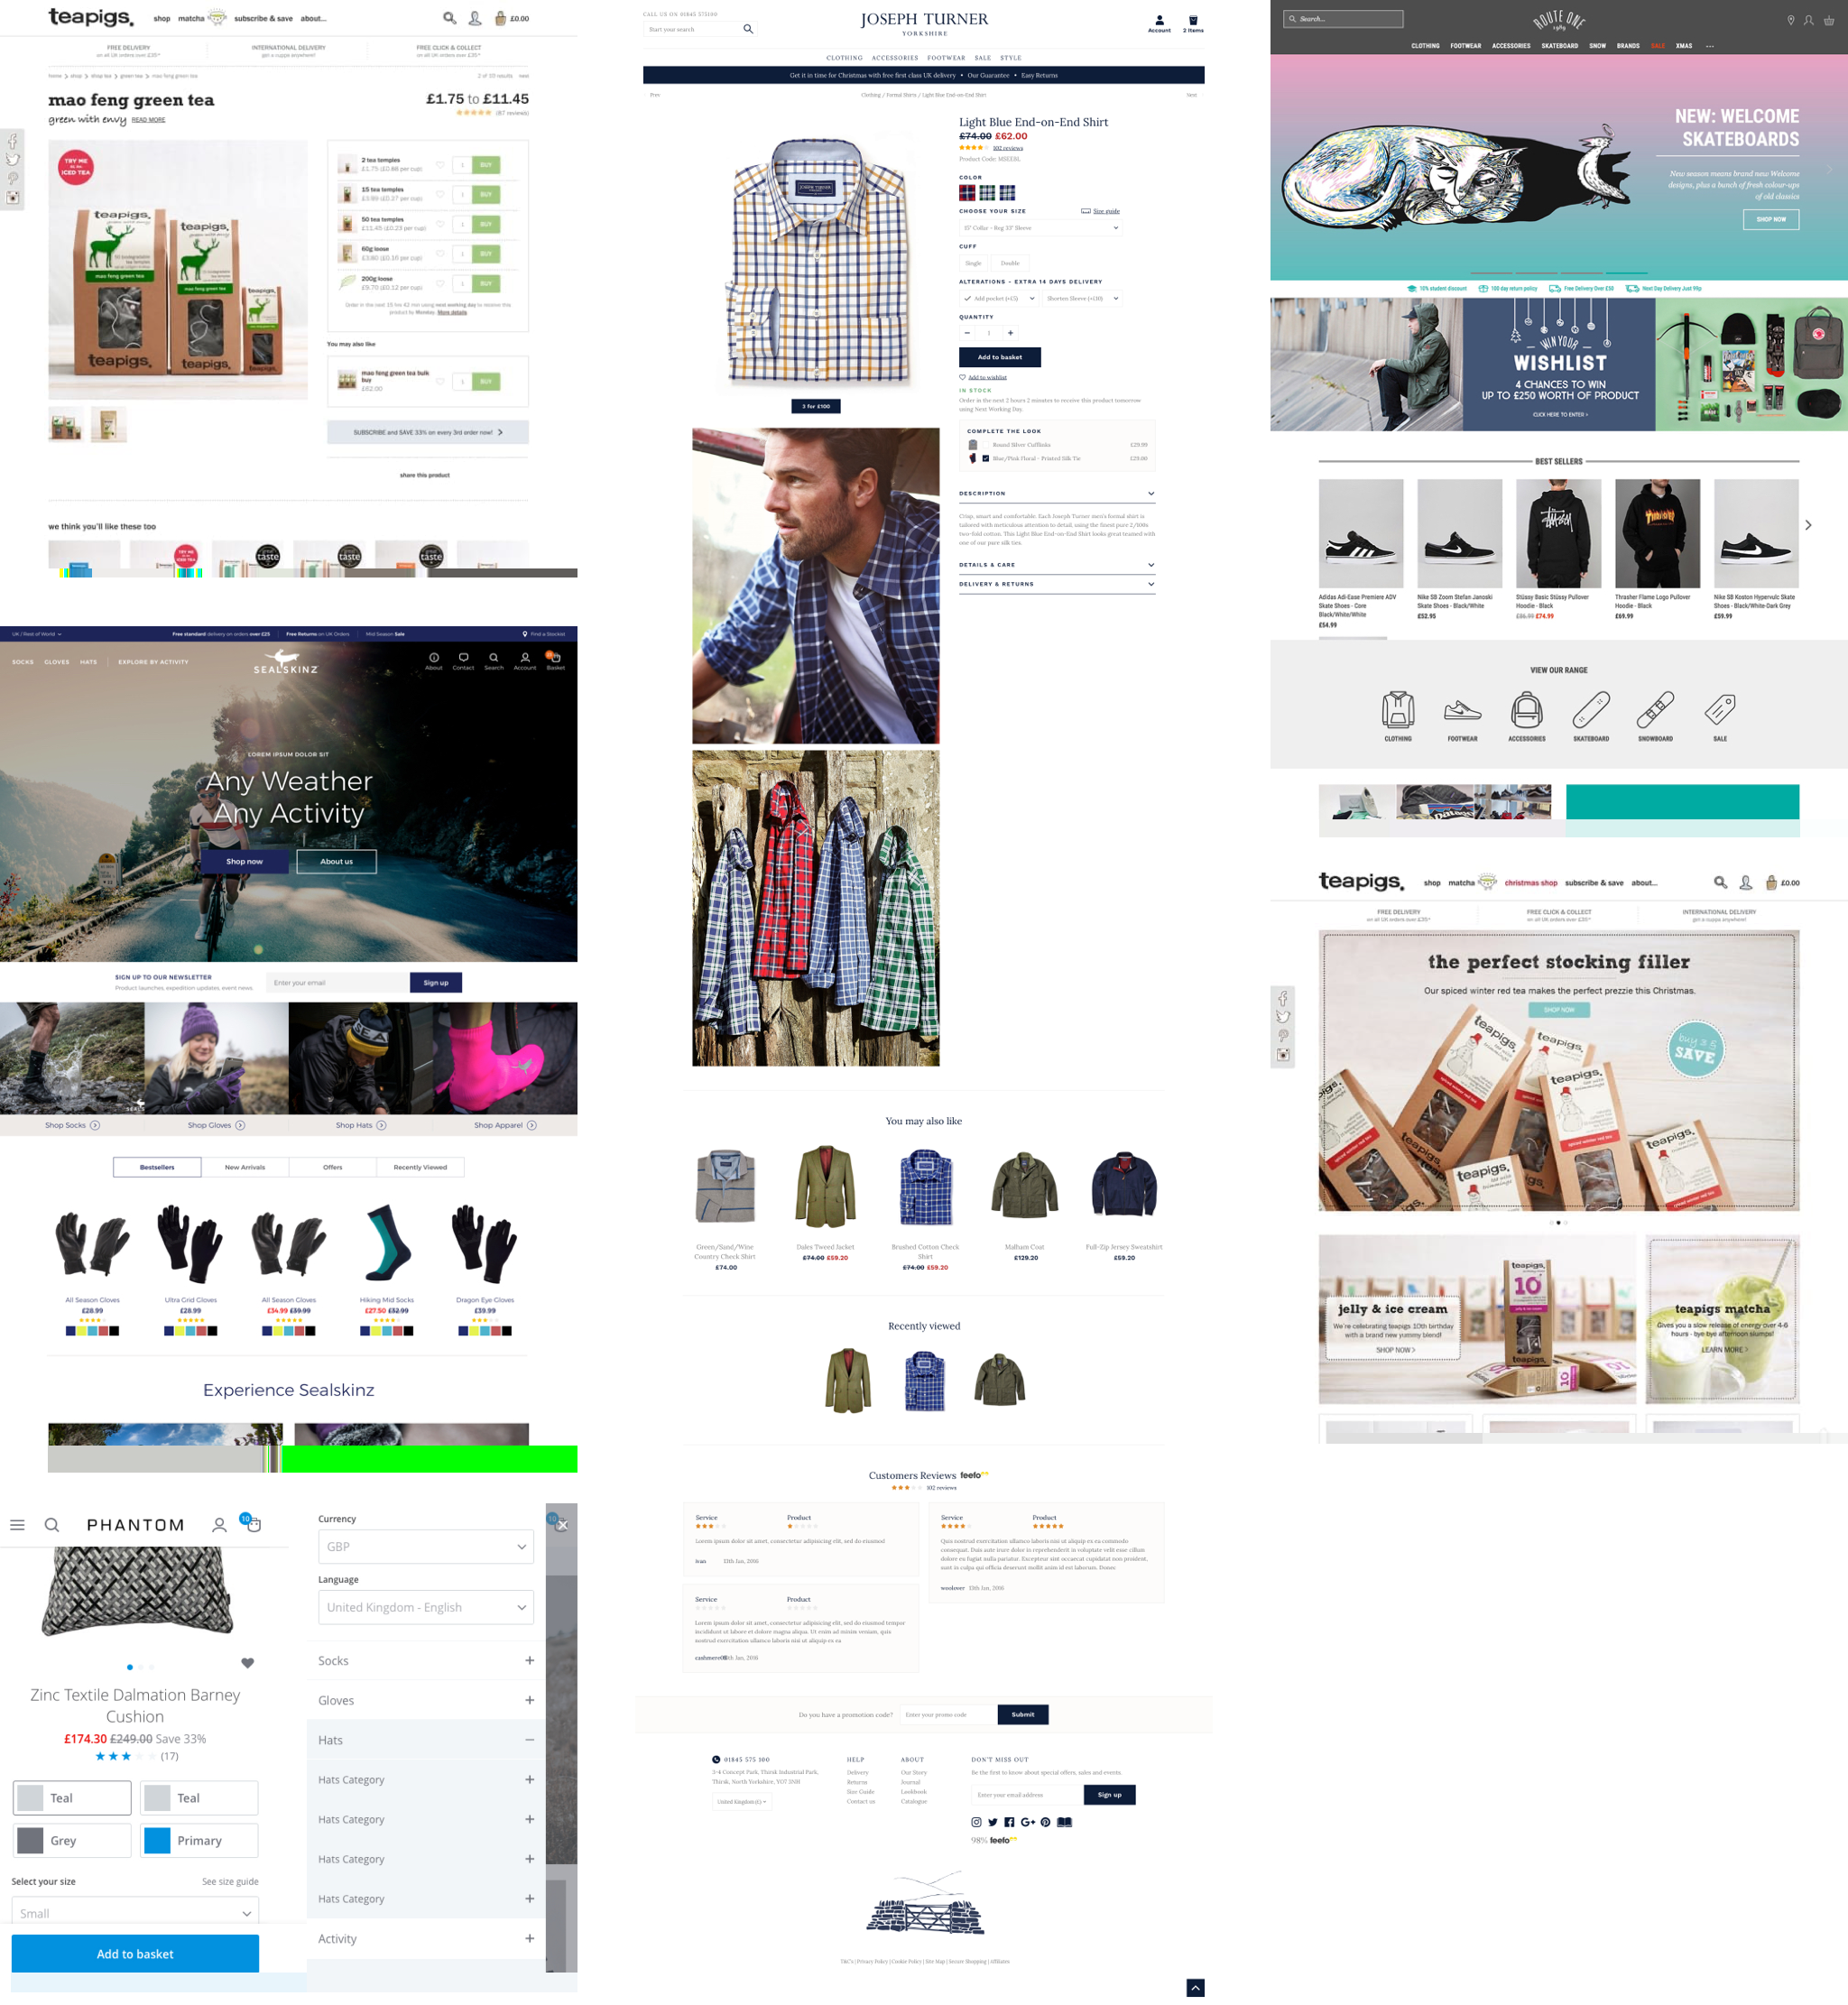 teapigs.
shop matcha subscribe & save about... £0.00
FREE DELIVERY
on all UK orders over £35*
INTERNATIONAL DELIVERY
get a cuppa anywhere!
FREE CLICK & COLLECT
on all UK orders over £35*
home > shop > shop tea > green tea > mao feng green tea
2 of 10 results next
mao feng green tea
£1.75 to £11.45
green with envy READ MORE
(87 reviews)
TRY ME as an ICED TEA
2 tea temples
£1.75 (£0.88 per cup)
1 BUY
15 tea temples
£3.99 (£0.27 per cup)
1 BUY
50 tea temples
£11.45 (£0.23 per cup)
1 BUY
60g loose
£3.80 (£0.16 per cup)
1 BUY
200g loose
£9.70 (£0.12 per cup)
1 BUY
Order in the next 15 hrs 42 min using next working day to receive this
product by Monday. More details
You may also like
mao feng green tea bulk
buy
£62.00
1 BUY
SUBSCRIBE and SAVE 33% on every 3rd order now! >
share this product
we think you'll like these too
UK / Rest of World
Free standard delivery on orders over £25
Free Returns on UK Orders
Mid Season Sale
Find a Stockist
SOCKS GLOVES HATS EXPLORE BY ACTIVITY
SEALSKINZ
About Contact Search Account Basket
LOREM IPSUM DOLOR SIT
Any Weather
Any Activity
Shop now
About us
SIGN UP TO OUR NEWSLETTER
Product launches, expedition updates, event news
Enter your email
Sign up
Shop Socks
Shop Gloves
Shop Hats
Shop Apparel
Bestsellers New Arrivals Offers Recently Viewed
All Season Gloves
£28.99
Ultra Grid Gloves
£28.99
All Season Gloves
£34.99 £39.99
Hiking Mid Socks
£27.50 £32.99
Dragon Eye Gloves
£39.99
Experience Sealskinz
PHANTOM
10
Zinc Textile Dalmation Barney
Cushion
£174.30 £249.00 Save 33%
(17)
Teal
Teal
Grey
Primary
Select your size
See size guide
Small
Add to basket
Currency
GBP
Language
United Kingdom - English
Socks
Gloves
Hats
Hats Category
Hats Category
Hats Category
Hats Category
Activity
CALL US ON 01845 575100
Start your search
JOSEPH TURNER
YORKSHIRE
Account
2 Items
CLOTHING ACCESSORIES FOOTWEAR SALE STYLE
Get it in time for Christmas with free first class UK delivery • Our Guarantee • Easy Returns
Prev
Clothing / Formal Shirts / Light Blue End-on-End Shirt
Next
Light Blue End-on-End Shirt
£74.00 £62.00
102 reviews
Product Code: MSEEBL
COLOR
CHOOSE YOUR SIZE
Size guide
15" Collar - Reg 33" Sleeve
CUFF
Single
Double
ALTERATIONS - EXTRA 14 DAYS DELIVERY
Add pocket (+£5)
Shorten Sleeve (+£10)
QUANTITY
- 1 +
Add to basket
Add to wishlist
IN STOCK
Order in the next 2 hours 2 minutes to receive this product tomorrow
using Next Working Day.
3 for £100
COMPLETE THE LOOK
Round Silver Cufflinks £29.99
Blue/Pink Floral - Printed Silk Tie £29.00
DESCRIPTION
Crisp, smart and comfortable. Each Joseph Turner men's formal shirt is
tailored with meticulous attention to detail, using the finest pure 2/100s
two-fold cotton. This Light Blue End-on-End Shirt looks great teamed with
one of our pure silk ties.
DETAILS & CARE
DELIVERY & RETURNS
You may also like
Green/Sand/Wine
Country Check Shirt
£74.00
Dales Tweed Jacket
£74.00 £59.20
Brushed Cotton Check
Shirt
£74.00 £59.20
Malham Coat
£129.20
Full-Zip Jersey Sweatshirt
£59.20
Recently viewed
Customers Reviews feefo
102 reviews
Service Product
Lorem ipsum dolor sit amet, consectetur adipisicing elit, sed do eiusmod
ivan 12th Jan, 2016
Service Product
Quis nostrud exercitation ullamco laboris nisi ut aliquip ex ea commodo
consequat. Duis aute irure dolor in reprehenderit in voluptate velit esse cillum
dolore eu fugiat nulla pariatur. Excepteur sint occaecat cupidatat non proident,
sunt in culpa qui officia deserunt mollit anim id est laborum. Donec
woolover 12th Jan, 2016
Service Product
Lorem ipsum dolor sit amet, consectetur adipisicing elit, sed do eiusmod tempor
incididunt ut labore et dolore magna aliqua. Ut enim ad minim veniam, quis
nostrud exercitation ullamco laboris nisi ut aliquip ex ea
Do you have a promotion code?
Enter your promo code
Submit
01845 575 100
3-4 Concept Park, Thirsk Industrial Park,
Thirsk, North Yorkshire, YO7 3NH
United Kingdom (£)
HELP
Delivery
Returns
Size Guide
Contact us
ABOUT
Our Story
Journal
Lookbook
Catalogue
DON'T MISS OUT
Be the first to know about special offers, sales and events.
Enter your email address
Sign up
98% feefo
T&C's | Privacy Policy | Cookie Policy | Site Map | Secure Shopping | Affiliates
Search...
ROUTE ONE
1989
CLOTHING FOOTWEAR ACCESSORIES SKATEBOARD SNOW BRANDS SALE XMAS ...
NEW: WELCOME
SKATEBOARDS
New season means brand new Welcome
designs, plus a bunch of fresh colour-ups
of old classics
SHOP NOW
10% student discount
100 day return policy
Free Delivery Over £50
Next Day Delivery Just 99p
WIN YOUR
WISHLIST
4 CHANCES TO WIN
UP TO £250 WORTH OF PRODUCT
CLICK HERE TO ENTER >
BEST SELLERS
Adidas Adi-Ease Premiere ADV
Skate Shoes - Core
Black/White/White
£54.99
Nike SB Zoom Stefan Janoski
Skate Shoes - Black/White
£52.95
Stüssy Basic Stüssy Pullover
Hoodie - Black
£86.99 £74.99
Thrasher Flame Logo Pullover
Hoodie - Black
£69.99
Nike SB Koston Hypervulc Skate
Shoes - Black/White-Dark Grey
£59.99
VIEW OUR RANGE
CLOTHING FOOTWEAR ACCESSORIES SKATEBOARD SNOWBOARD SALE
teapigs.
shop matcha christmas shop subscribe & save about... £0.00
FREE DELIVERY
on all UK orders over £35*
FREE CLICK & COLLECT
on all UK orders over £35*
INTERNATIONAL DELIVERY
get a cuppa anywhere!
the perfect stocking filler
Our spiced winter red tea makes the perfect prezzie this Christmas.
SHOP NOW
buy 3 & SAVE
teapigs.
spiced winter red tea
jelly & ice cream
We're celebrating teapigs 10th birthday
with a brand new yummy blend!
SHOP NOW >
teapigs matcha
Gives you a slow release of energy over 4-6
hours - bye bye afternoon slumps!
LEARN MORE >